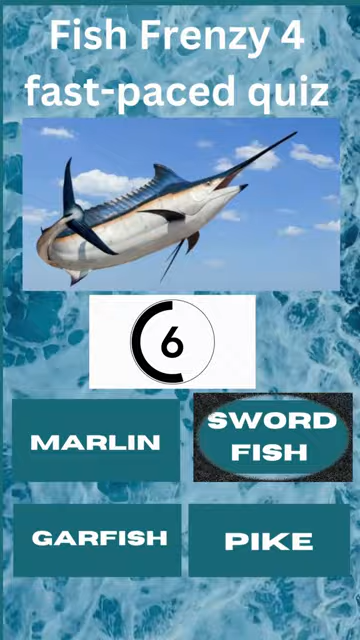 Fish Frenzy 4
fast-paced quiz
6
MARLIN
SWORD
FISH
GARFISH
PIKE